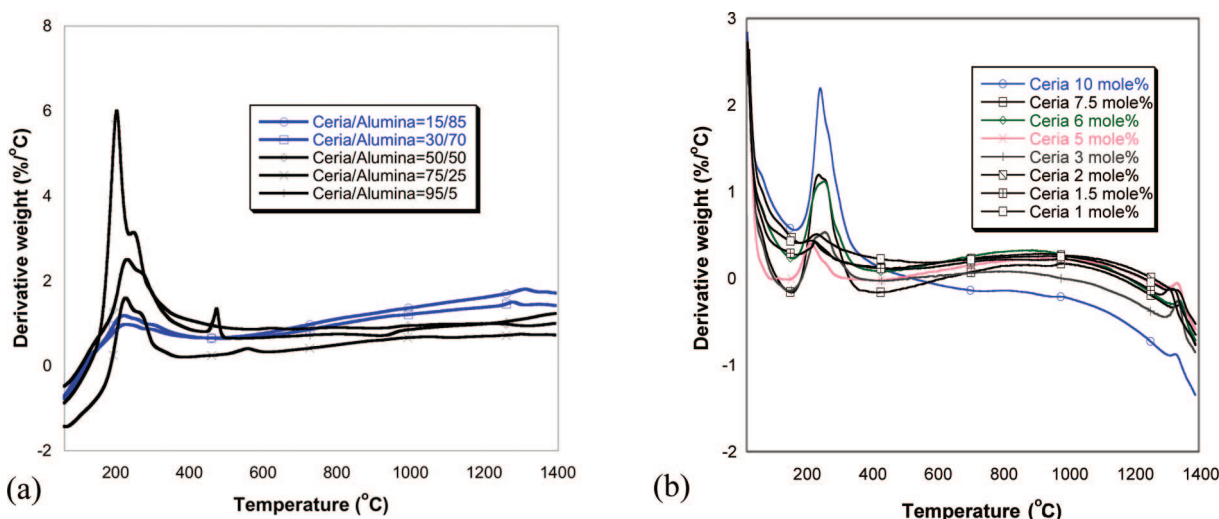 8
6
4
2
0
-2
Derivative weight (%/°C)
Ceria/Alumina=15/85
Ceria/Alumina=30/70
Ceria/Alumina=50/50
Ceria/Alumina=75/25
Ceria/Alumina=95/5
200 400 600 800 1000 1200 1400
Temperature (°C)
(a)
3
2
1
0
-1
-2
Derivative weight (%/°C)
Ceria 10 mole%
Ceria 7.5 mole%
Ceria 6 mole%
Ceria 5 mole%
Ceria 3 mole%
Ceria 2 mole%
Ceria 1.5 mole%
Ceria 1 mole%
200 400 600 800 1000 1200 1400
Temperature (°C)
(b)